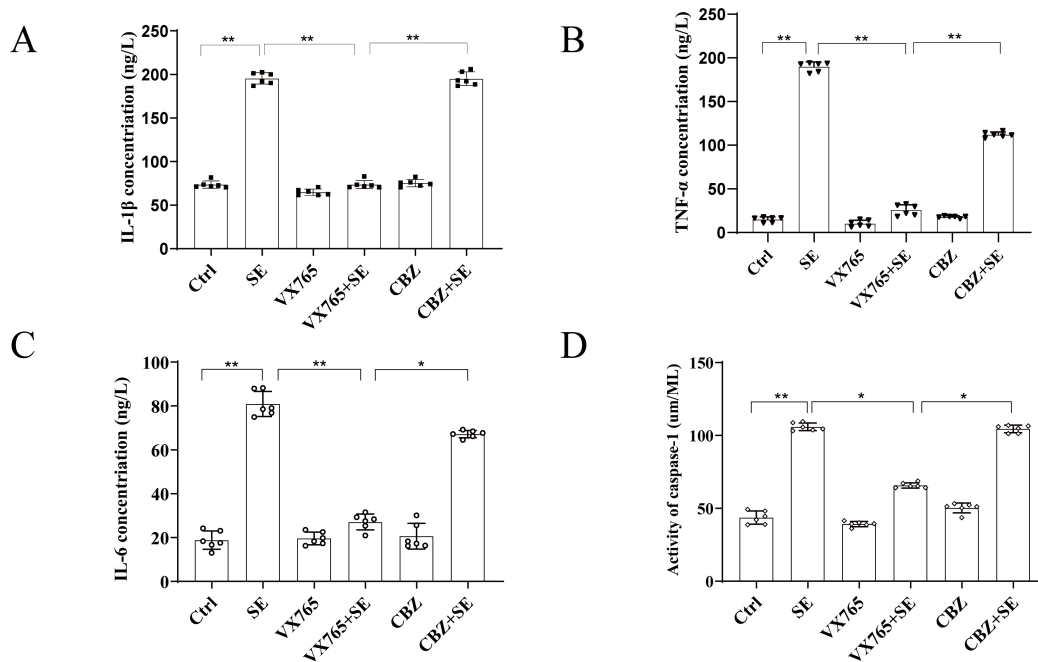 A
IL-1β concentriation (ng/L)
250
200
150
100
50
0
** ** **
Ctrl
SE
VX765
VX765+SE
CBZ
CBZ+SE
B
TNF-α concentriation (ng/L)
250
200
150
100
50
0
** ** **
Ctrl
SE
VX765
VX765+SE
CBZ
CBZ+SE
C
IL-6 concentriation (ng/L)
100
80
60
40
20
0
** ** *
Ctrl
SE
VX765
VX765+SE
CBZ
CBZ+SE
D
Activity of caspase-1 (um/ML)
150
100
50
0
** * *
Ctrl
SE
VX765
VX765+SE
CBZ
CBZ+SE